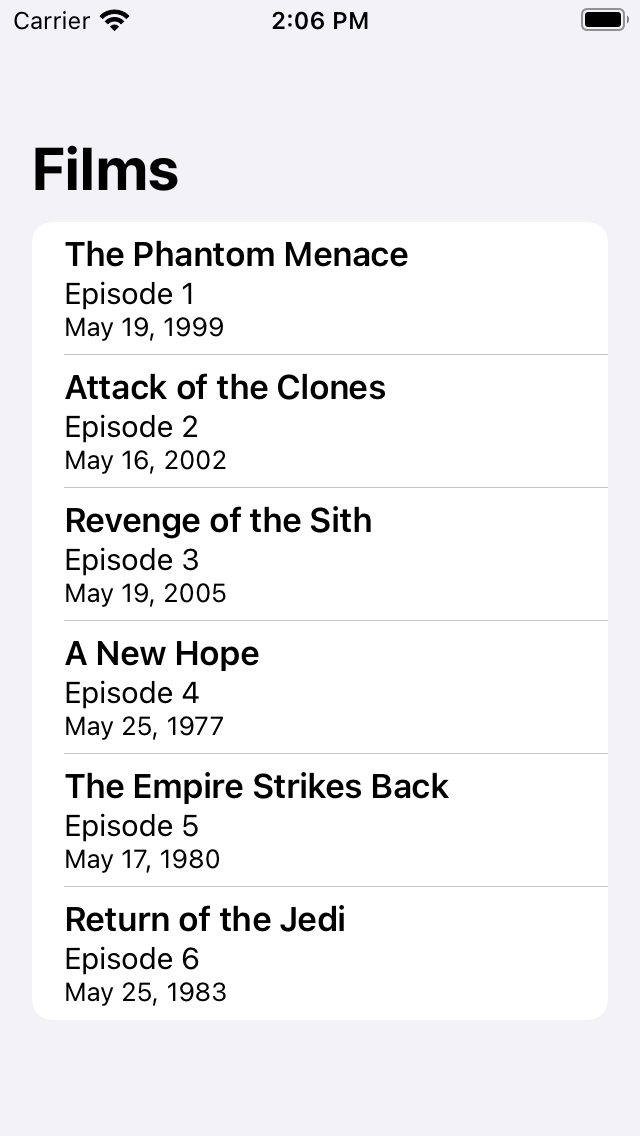 Carrier 2:06 PM
Films
The Phantom Menace
Episode 1
May 19, 1999
Attack of the Clones
Episode 2
May 16, 2002
Revenge of the Sith
Episode 3
May 19, 2005
A New Hope
Episode 4
May 25, 1977
The Empire Strikes Back
Episode 5
May 17, 1980
Return of the Jedi
Episode 6
May 25, 1983